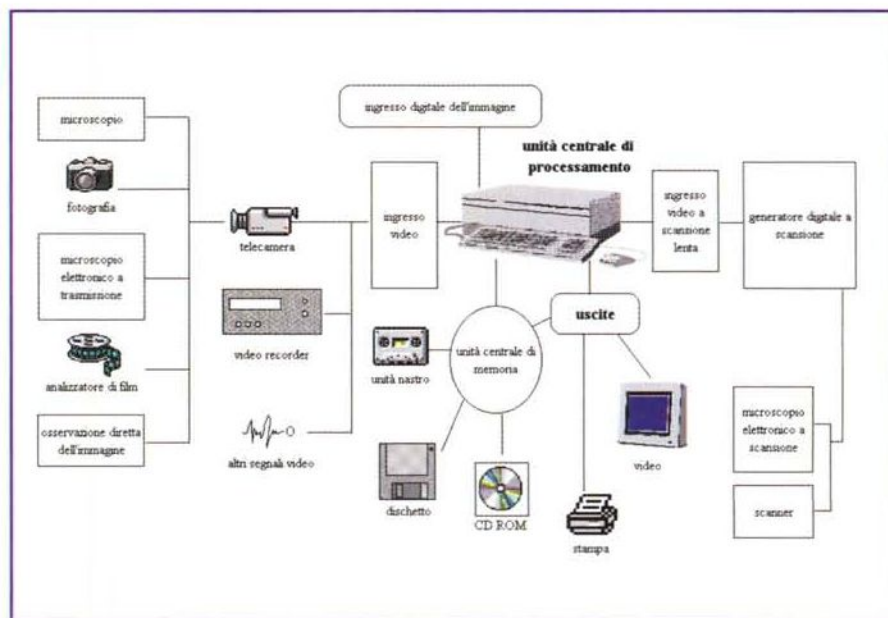 ingresso digitale dell'immagine
unità centrale di
processamento
microscopio
fotografia
microscopio
elettronico a
trasmissione
analizzatore di film
osservazione diretta
dell'immagine
telecamera
video recorder
altri segnali video
ingresso
video
unità nastro
unità centrale di
memoria
dischetto
CD ROM
uscite
stampa
video
ingresso
video a
scansione
lenta
generatore digitale a
scansione
microscopio
elettronico a
scansione
scanner